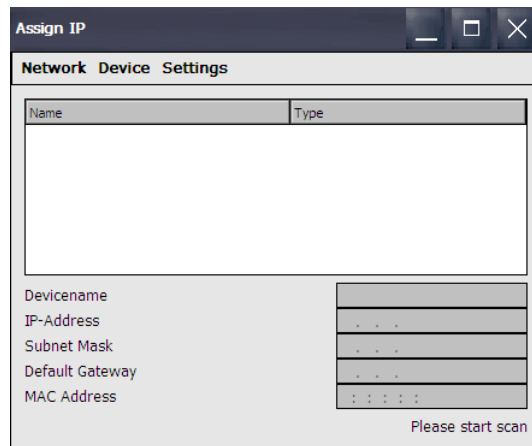 Assign IP
Network Device Settings
Name Type
Devicename
IP-Address . . .
Subnet Mask . . .
Default Gateway . . .
MAC Address : : : : :
Please start scan